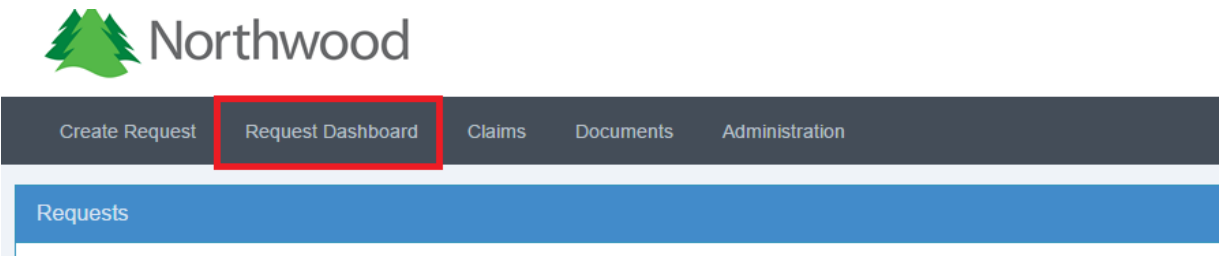 Northwood
Create Request Request Dashboard Claims Documents Administration
Requests